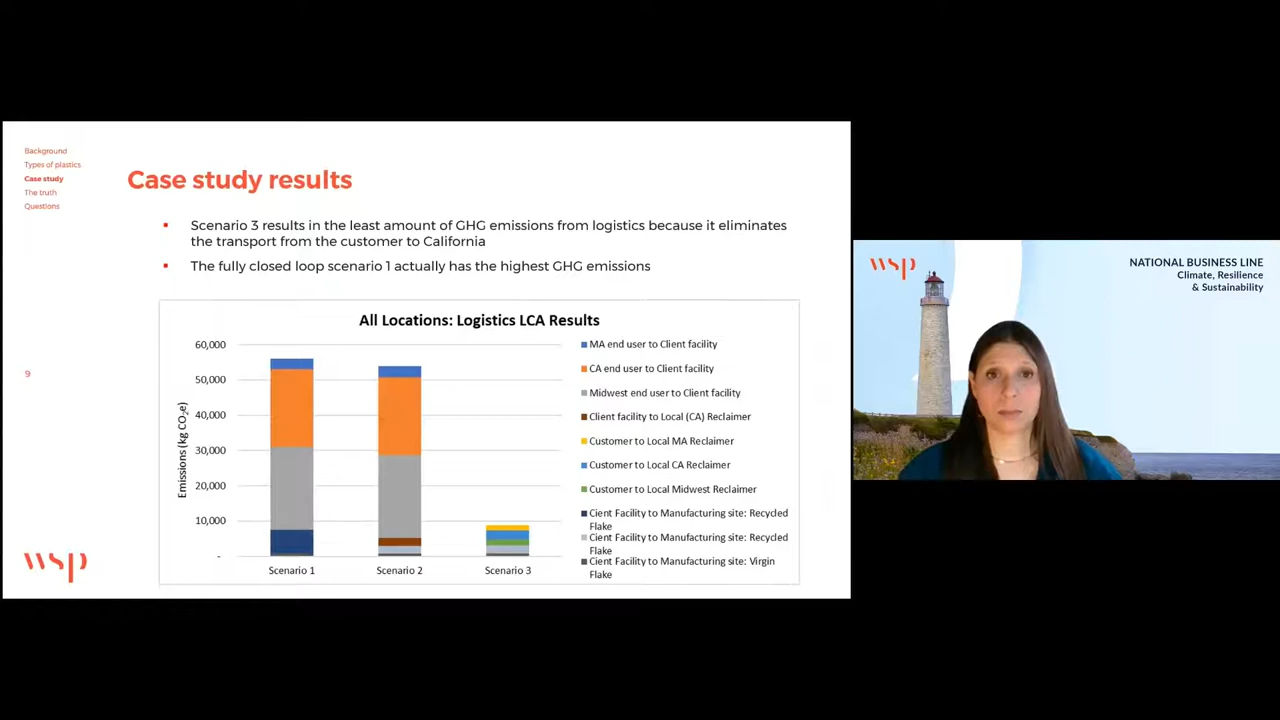 Background
Types of plastics
Case study
The truth
Questions
Case study results
Scenario 3 results in the least amount of GHG emissions from logistics because it eliminates
the transport from the customer to California
The fully closed loop scenario 1 actually has the highest GHG emissions
9
wsp
All Locations: Logistics LCA Results
Emissions (kg CO2e)
60,000
50,000
40,000
30,000
20,000
10,000
-
Scenario 1
Scenario 2
Scenario 3
MA end user to Client facility
CA end user to Client facility
Midwest end user to Client facility
Client facility to Local (CA) Reclaimer
Customer to Local MA Reclaimer
Customer to Local CA Reclaimer
Customer to Local Midwest Reclaimer
Cient Facility to Manufacturing site: Recycled
Flake
Cient Facility to Manufacturing site: Recycled
Flake
Cient Facility to Manufacturing site: Virgin
Flake
wsp
NATIONAL BUSINESS LINE
Climate, Resilience
& Sustainability